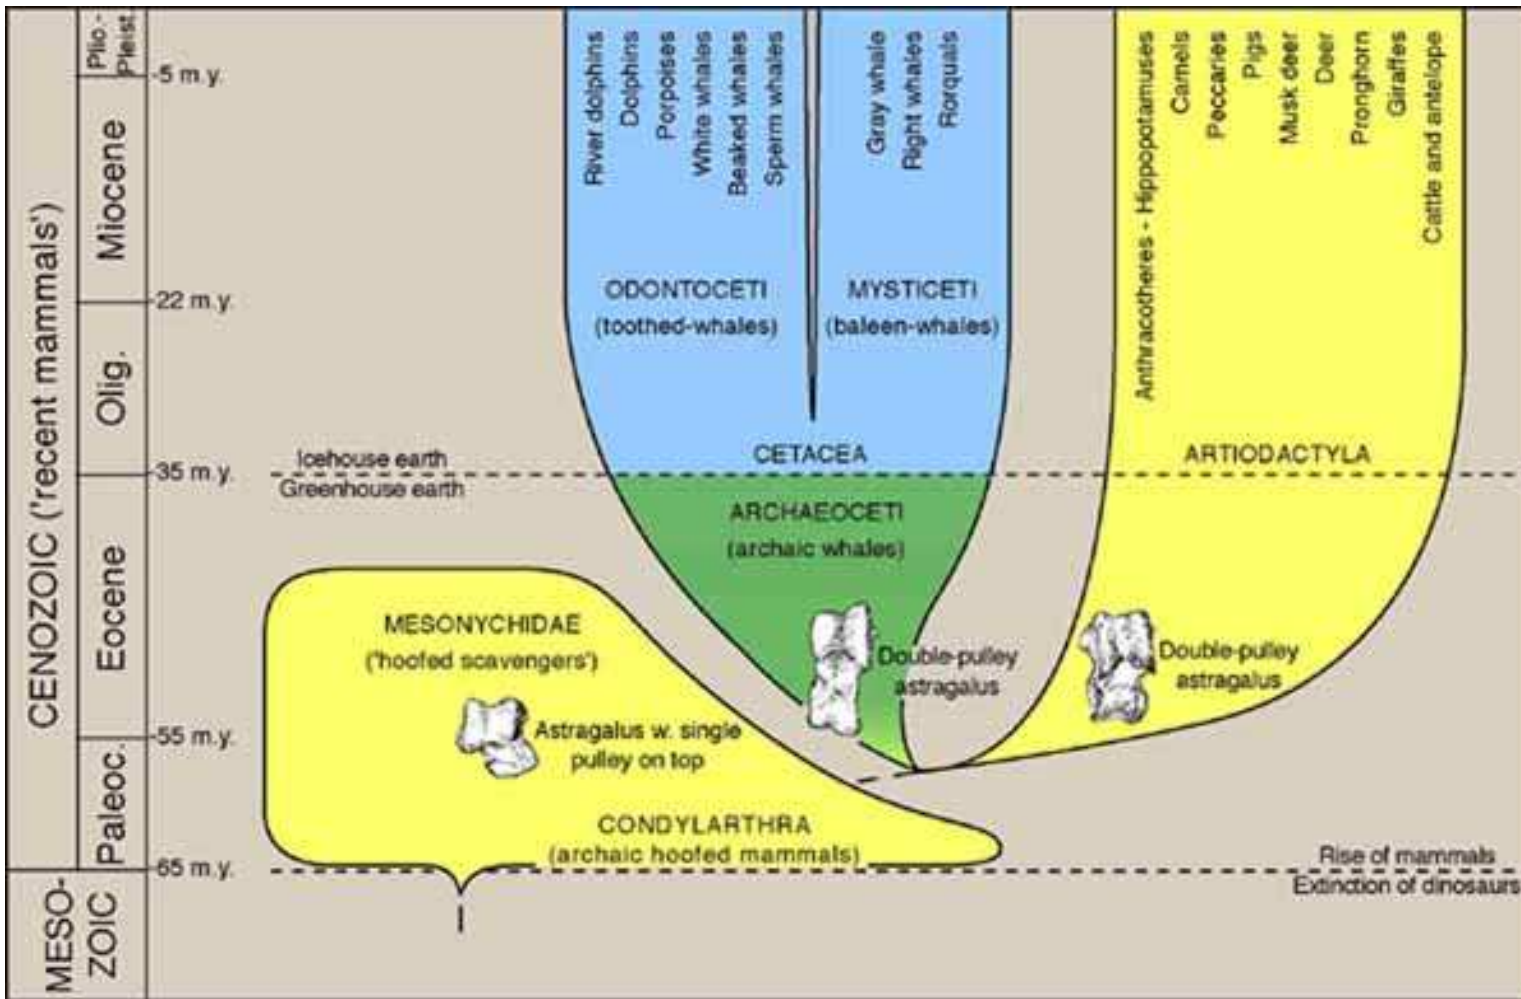 CENOZOIC ('recent mammals')
MESO-
ZOIC
Plio.-
Pleist.
Miocene
Olig.
Eocene
Paleoc.
-5 m.y.
-22 m.y.
-35 m.y.
-55 m.y.
-65 m.y.
River dolphins
Dolphins
Porpoises
White whales
Beaked whales
Sperm whales
Gray whale
Right whales
Rorquals
Anthracotheres - Hippopotamuses
Camels
Peccaries
Pigs
Musk deer
Deer
Pronghorn
Giraffes
Cattle and antelope
ODONTOCETI
(toothed-whales)
MYSTICETI
(baleen-whales)
CETACEA
ARTIODACTYLA
Icehouse earth
Greenhouse earth
ARCHAEOCETI
(archaic whales)
MESONYCHIDAE
('hoofed scavengers')
Double-pulley
astragalus
Double-pulley
astragalus
Astragalus w. single
pulley on top
CONDYLARTHRA
(archaic hoofed mammals)
Rise of mammals
Extinction of dinosaurs